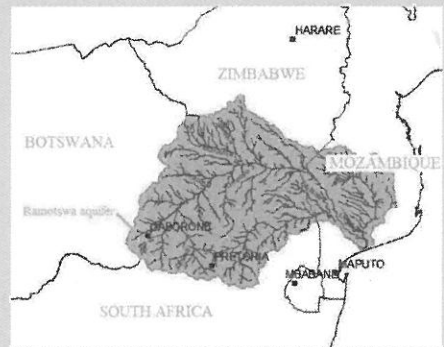 HARARE
ZIMBABWE
BOTSWANA
MOZAMBIQUE
Ramotswa aquifer
GABORONE
PRETORIA
MBABANE
MAPUTO
SOUTH AFRICA